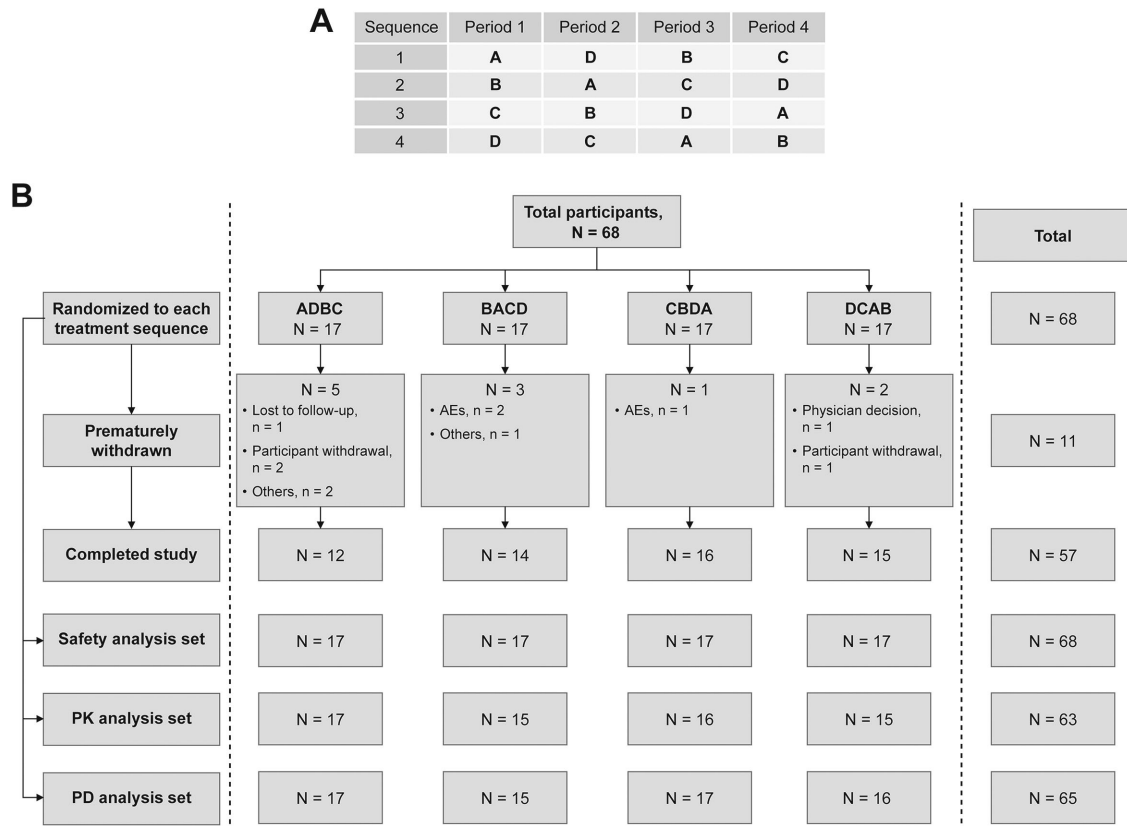 A
Sequence Period 1 Period 2 Period 3 Period 4
1 A D B C
2 B A C D
3 C B D A
4 D C A B
B
Total participants,
N = 68
Total
Randomized to each
treatment sequence
ADBC
N = 17
BACD
N = 17
CBDA
N = 17
DCAB
N = 17
N = 68
Prematurely
withdrawn
N = 5
• Lost to follow-up,
n = 1
• Participant withdrawal,
n = 2
• Others, n = 2
N = 3
• AEs, n = 2
• Others, n = 1
N = 1
• AEs, n = 1
N = 2
• Physician decision,
n = 1
• Participant withdrawal,
n = 1
N = 11
Completed study
N = 12
N = 14
N = 16
N = 15
N = 57
Safety analysis set
N = 17
N = 17
N = 17
N = 17
N = 68
PK analysis set
N = 17
N = 15
N = 16
N = 15
N = 63
PD analysis set
N = 17
N = 15
N = 17
N = 16
N = 65